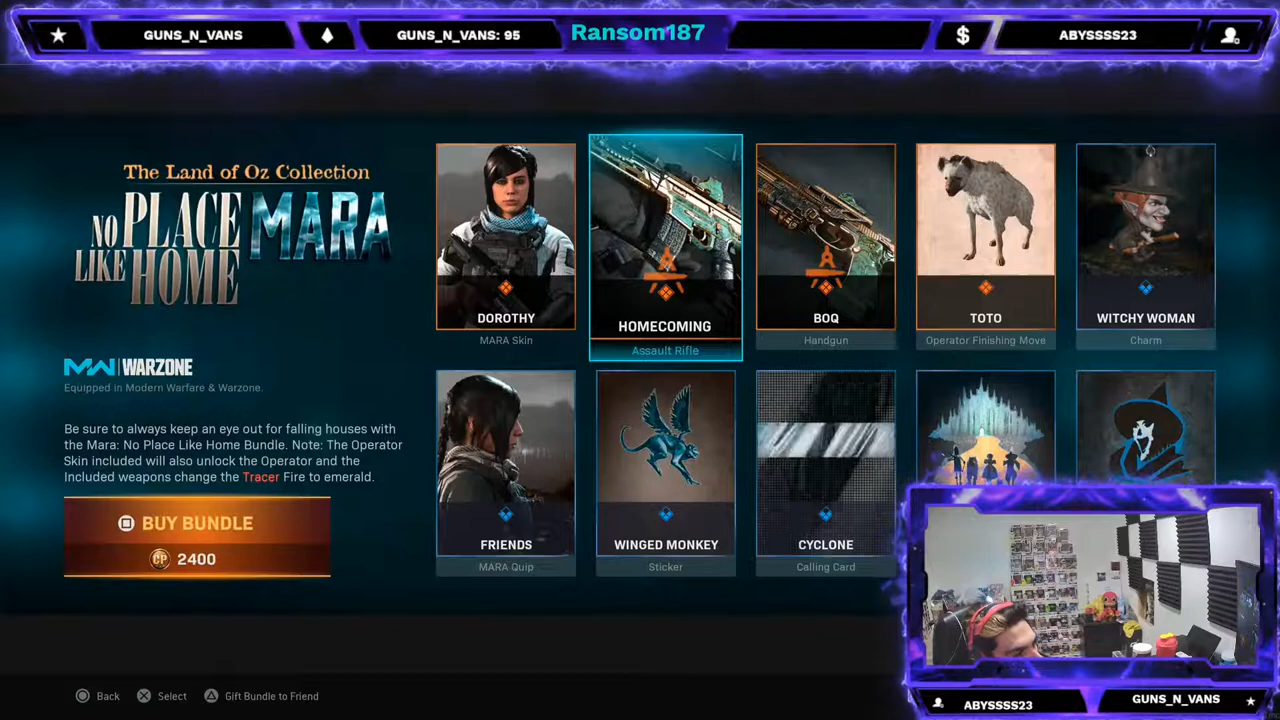 GUNS_N_VANS
GUNS_N_VANS: 95
Ransom187
$
ABYSSSS23
The Land of Oz Collection
NO PLACE LIKE HOME
MARA
MW | WARZONE
Equipped in Modern Warfare & Warzone.
Be sure to always keep an eye out for falling houses with
the Mara: No Place Like Home Bundle. Note: The Operator
Skin included will also unlock the Operator and the
Included weapons change the Tracer Fire to emerald.
BUY BUNDLE
CP 2400
DOROTHY
MARA Skin
HOMECOMING
Assault Rifle
BOQ
Handgun
TOTO
Operator Finishing Move
WITCHY WOMAN
Charm
FRIENDS
MARA Quip
WINGED MONKEY
Sticker
CYCLONE
Calling Card
Back
Select
Gift Bundle to Friend
ABYSSSS23
GUNS_N_VANS